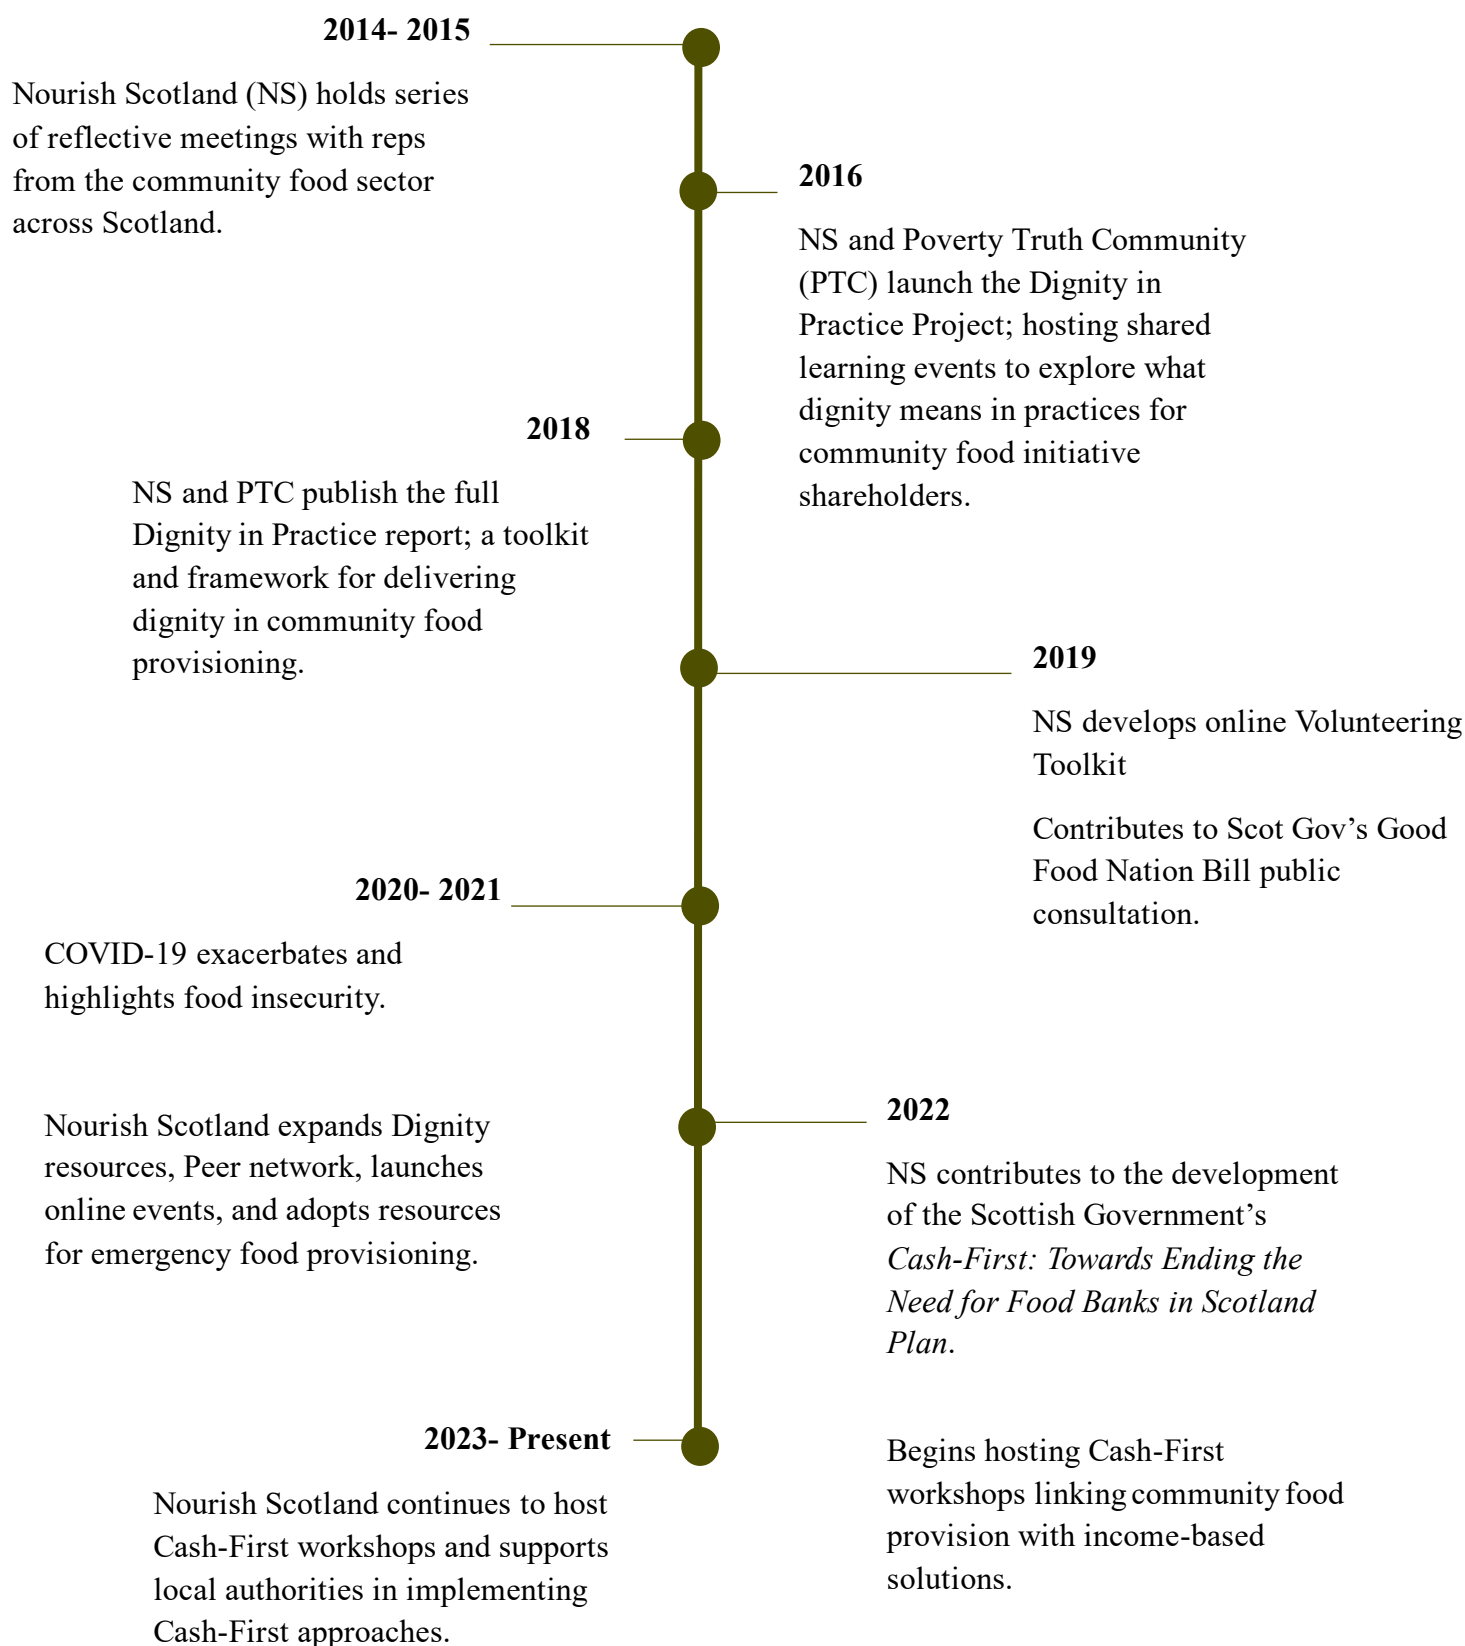 2014- 2015
Nourish Scotland (NS) holds series
of reflective meetings with reps
from the community food sector
across Scotland.
2016
NS and Poverty Truth Community
(PTC) launch the Dignity in
Practice Project; hosting shared
learning events to explore what
dignity means in practices for
community food initiative
shareholders.
2018
NS and PTC publish the full
Dignity in Practice report; a toolkit
and framework for delivering
dignity in community food
provisioning.
2019
NS develops online Volunteering
Toolkit
Contributes to Scot Gov’s Good
Food Nation Bill public
consultation.
2020- 2021
COVID-19 exacerbates and
highlights food insecurity.
Nourish Scotland expands Dignity
resources, Peer network, launches
online events, and adopts resources
for emergency food provisioning.
2022
NS contributes to the development
of the Scottish Government’s
Cash-First: Towards Ending the
Need for Food Banks in Scotland
Plan.
Begins hosting Cash-First
workshops linking community food
provision with income-based
solutions.
2023- Present
Nourish Scotland continues to host
Cash-First workshops and supports
local authorities in implementing
Cash-First approaches.